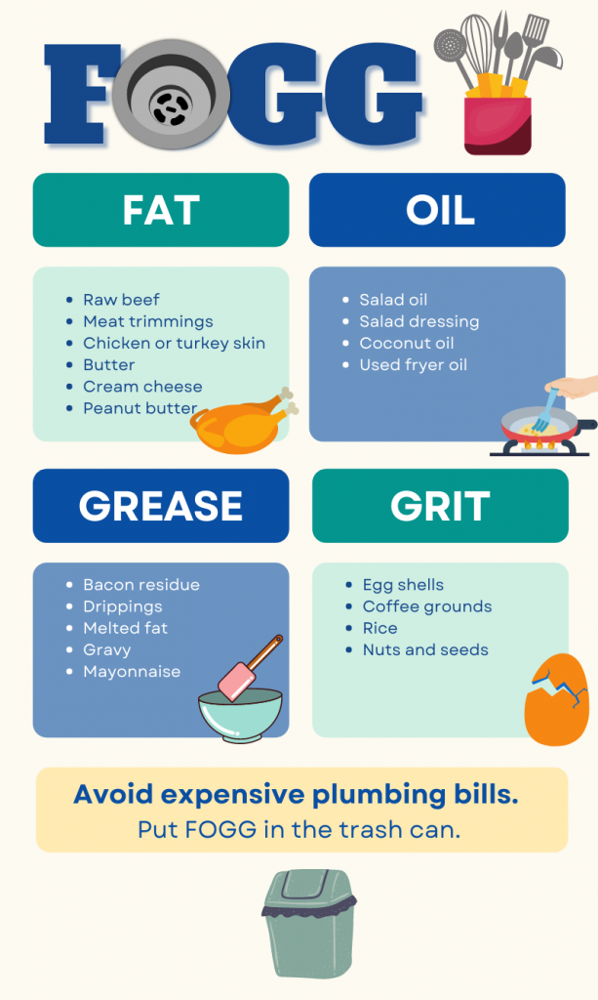 FOGG
FAT
Raw beef
Meat trimmings
Chicken or turkey skin
Butter
Cream cheese
Peanut butter
OIL
Salad oil
Salad dressing
Coconut oil
Used fryer oil
GREASE
Bacon residue
Drippings
Melted fat
Gravy
Mayonnaise
GRIT
Egg shells
Coffee grounds
Rice
Nuts and seeds
Avoid expensive plumbing bills.
Put FOGG in the trash can.